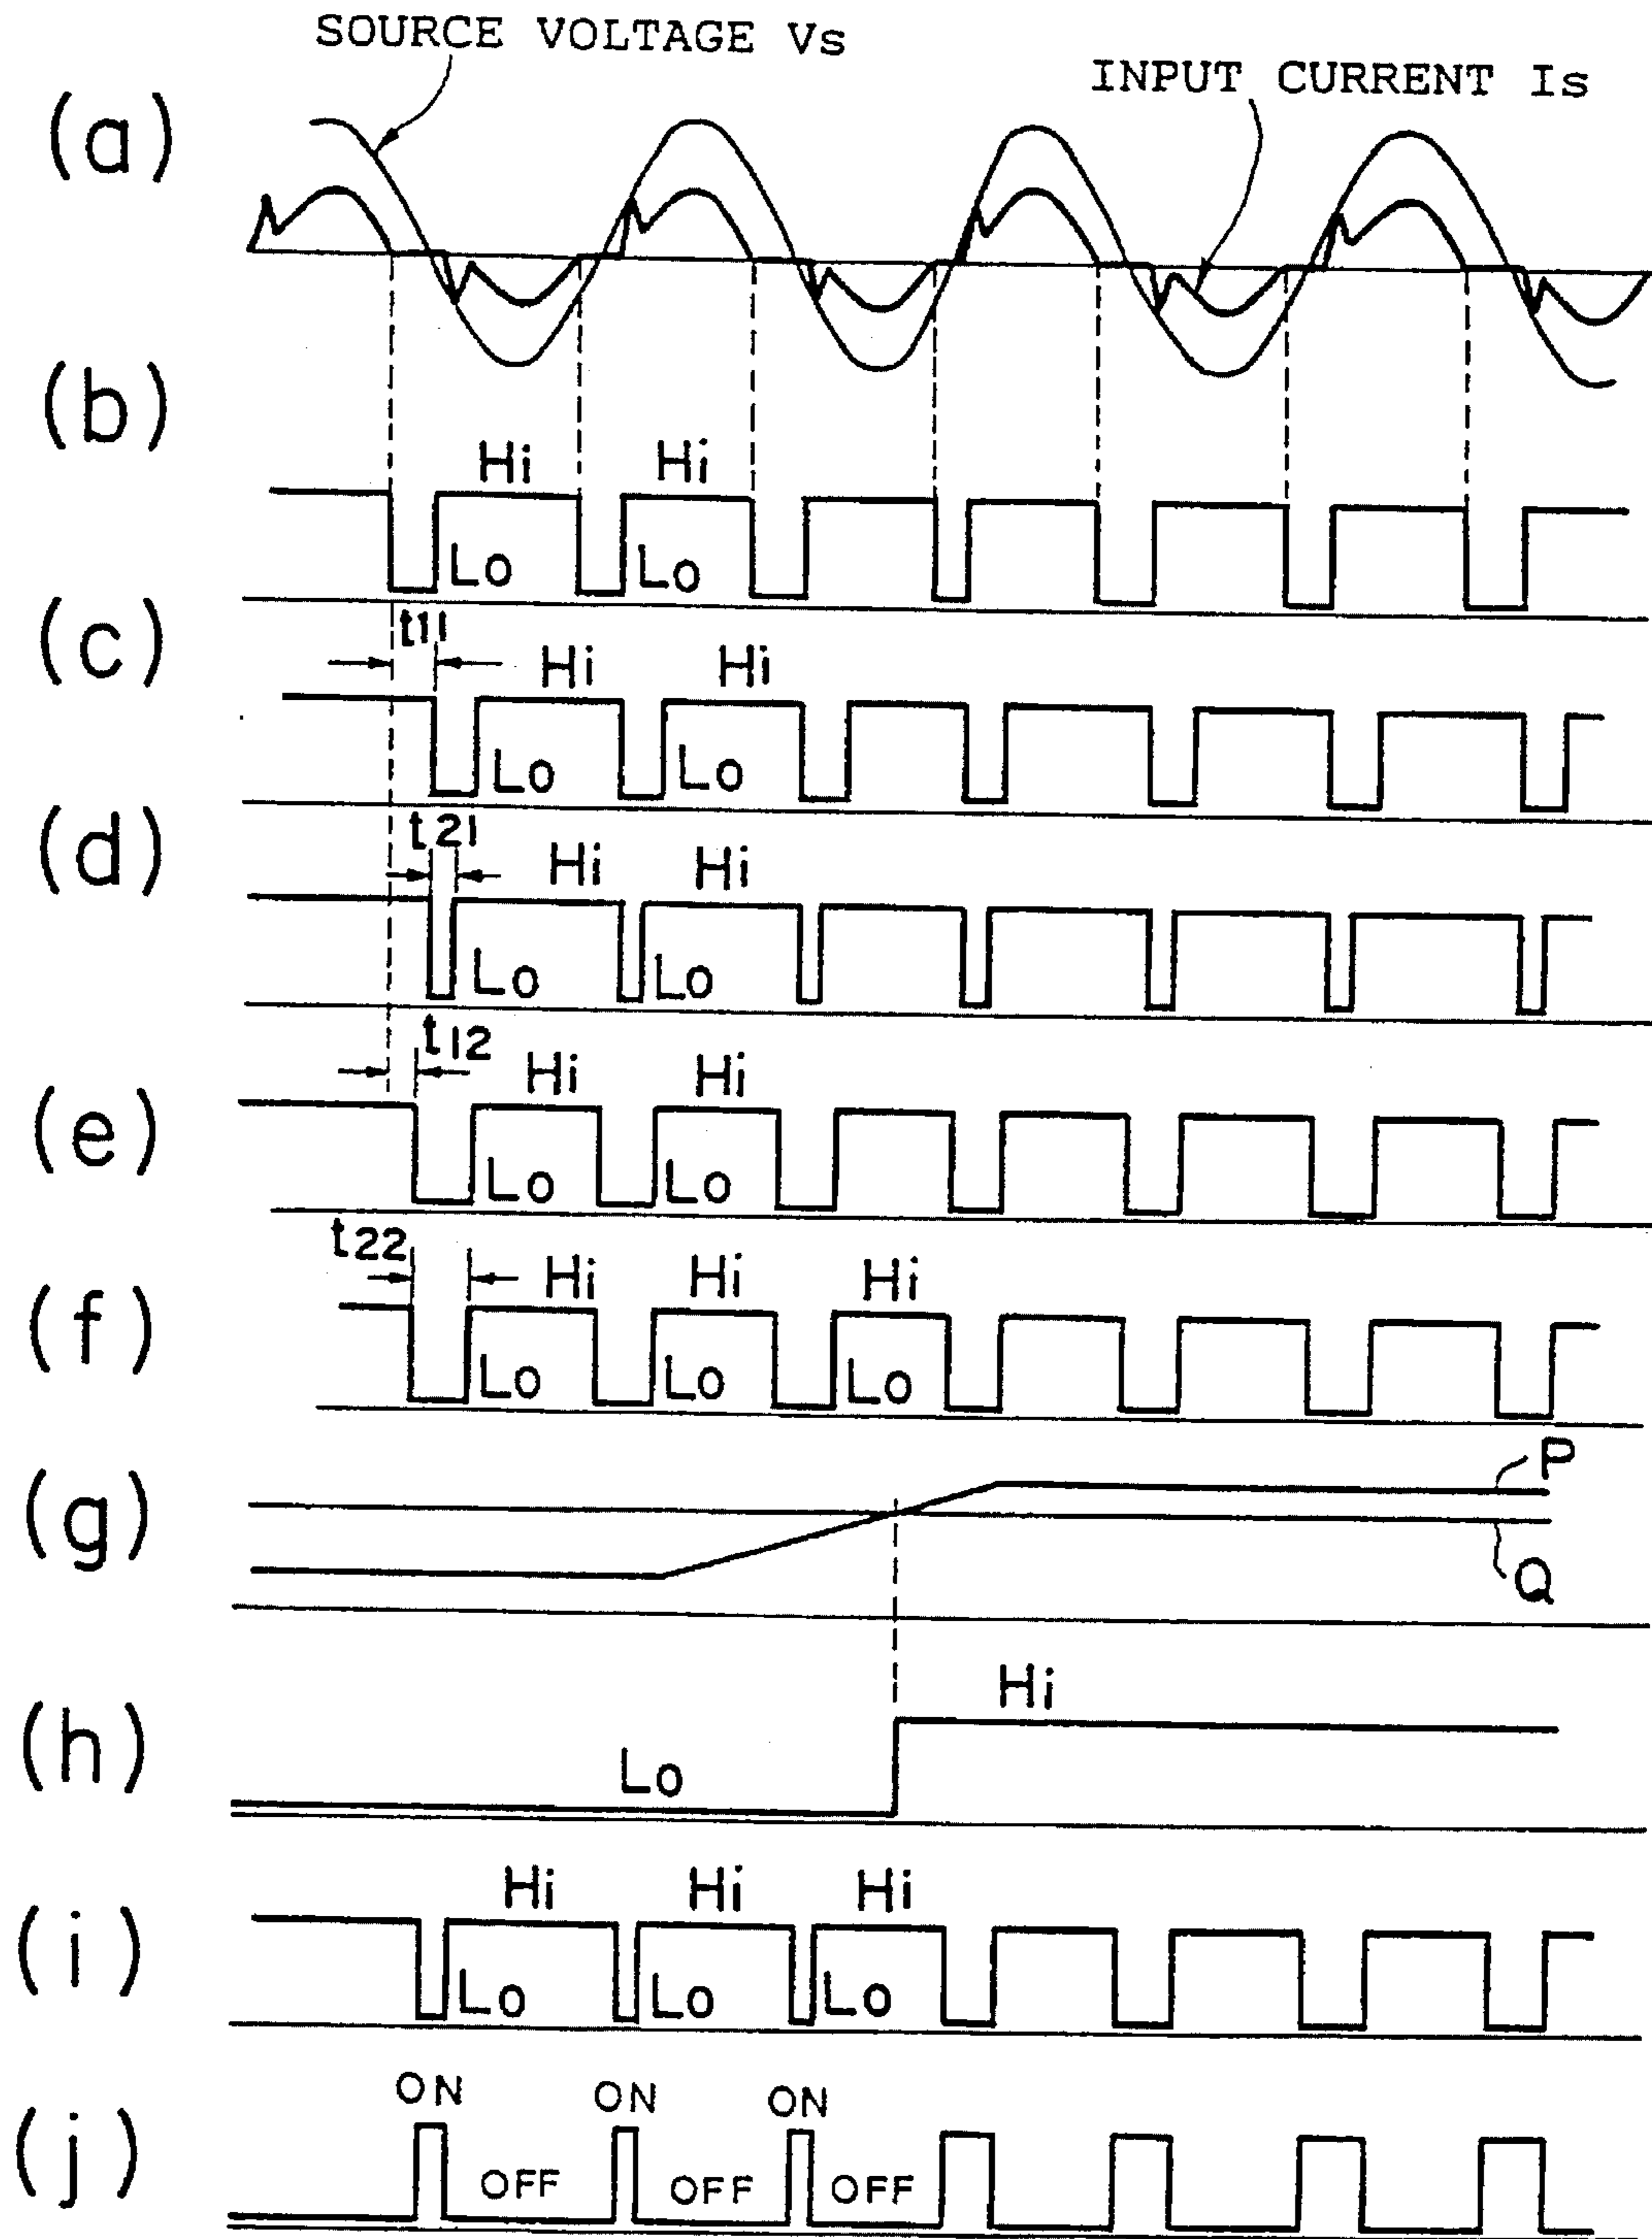 SOURCE VOLTAGE Vs
INPUT CURRENT Is
(a)
(b)
Hi Hi
Lo Lo
(c)
t11
Hi Hi
Lo Lo
(d)
t21
Hi Hi
Lo Lo
t12
(e)
Hi Hi
Lo Lo
t22
(f)
Hi Hi Hi
Lo Lo Lo
(g)
P
Q
(h)
Hi
Lo
(i)
Hi Hi Hi
Lo Lo Lo
(j)
ON ON ON
OFF OFF OFF